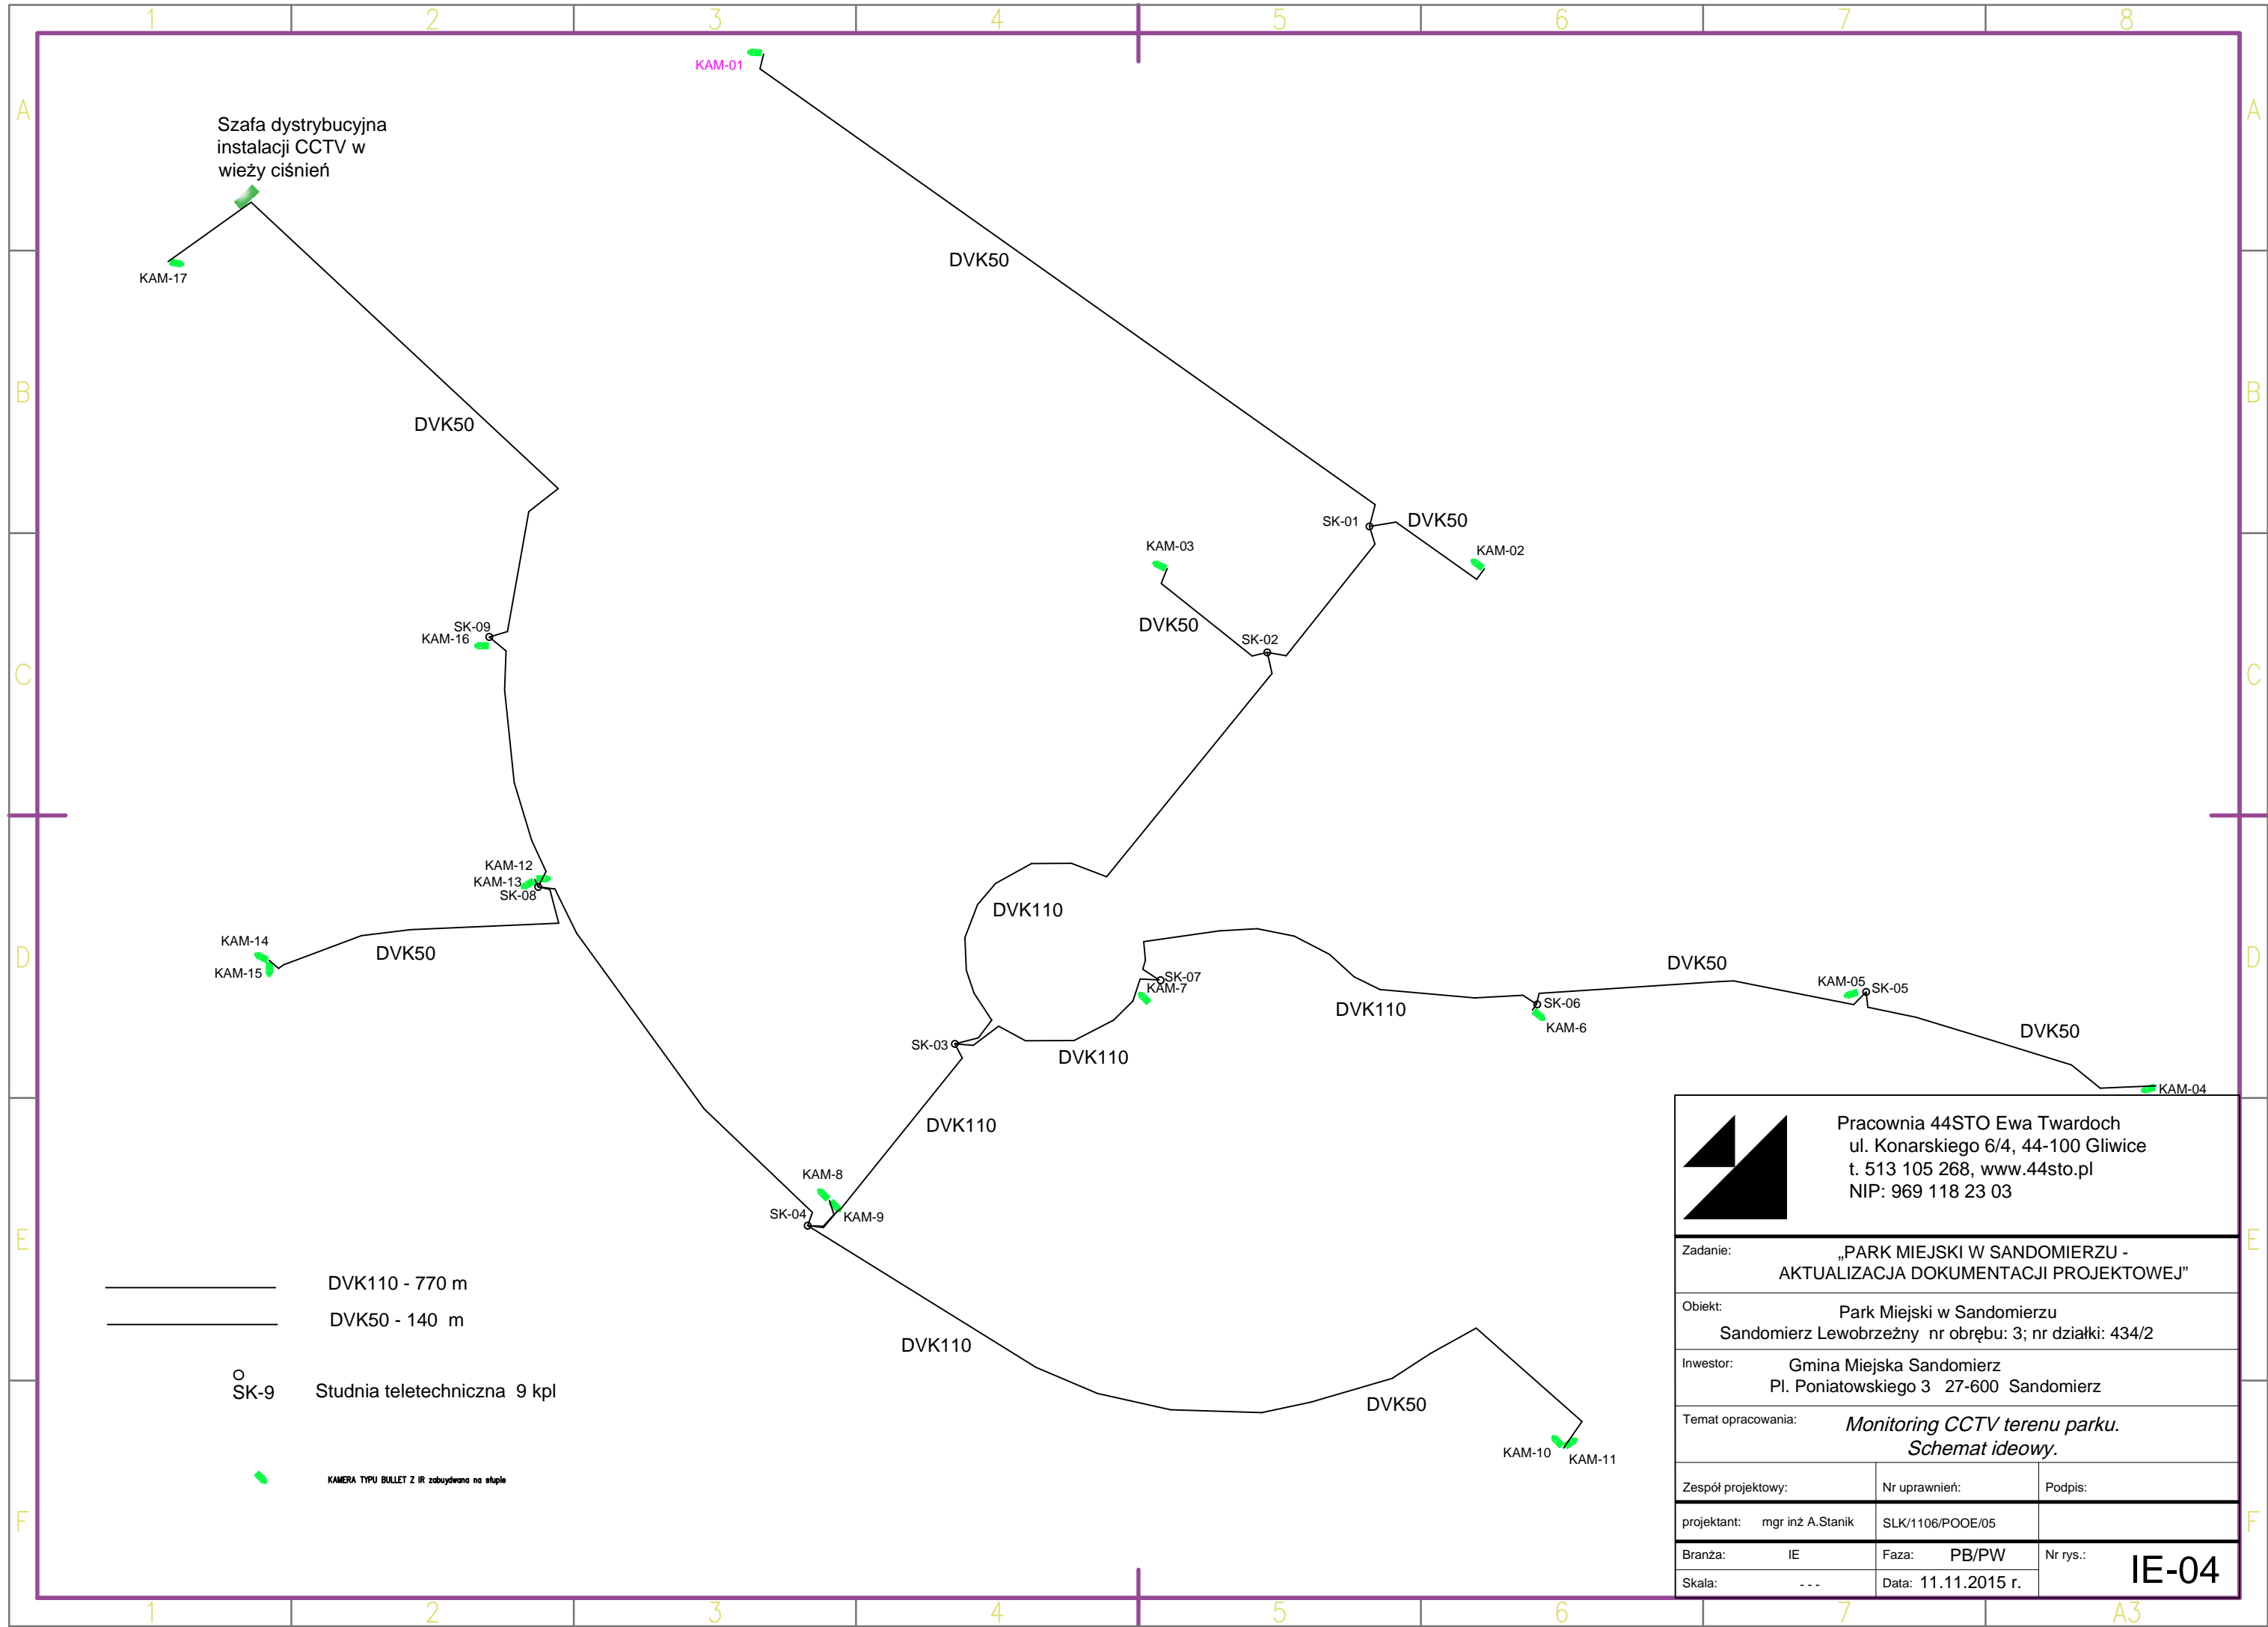 1 2 3 4 5 6 7 8
A A
B B
C C
D D
E E
F F
KAM-01
Szafa dystrybucyjna
instalacji CCTV w
wieży ciśnień
KAM-17
DVK50
DVK50
SK-01
DVK50
KAM-03
KAM-02
DVK50
SK-02
SK-09
KAM-16
KAM-12
KAM-13
SK-08
DVK110
KAM-14
DVK50
KAM-15
DVK50
SK-07
KAM-7
KAM-05
SK-05
SK-06
DVK110
KAM-6
DVK50
SK-03
DVK110
KAM-04
DVK110
KAM-8
SK-04
KAM-9
DVK110
DVK50
KAM-10
KAM-11
DVK110 - 770 m
DVK50 - 140 m
SK-9 Studnia teletechniczna 9 kpl
KAMERA TYPU BULLET Z IR zabuydwana na słupie
Pracownia 44STO Ewa Twardoch
ul. Konarskiego 6/4, 44-100 Gliwice
t. 513 105 268, www.44sto.pl
NIP: 969 118 23 03
Zadanie: „PARK MIEJSKI W SANDOMIERZU -
AKTUALIZACJA DOKUMENTACJI PROJEKTOWEJ”
Obiekt: Park Miejski w Sandomierzu
Sandomierz Lewobrzeżny nr obrębu: 3; nr działki: 434/2
Inwestor: Gmina Miejska Sandomierz
Pl. Poniatowskiego 3 27-600 Sandomierz
Temat opracowania: Monitoring CCTV terenu parku.
Schemat ideowy.
Zespół projektowy: Nr uprawnień: Podpis:
projektant: mgr inż A.Stanik SLK/1106/POOE/05
Branża: IE Faza: PB/PW Nr rys.: IE-04
Skala: - - - Data: 11.11.2015 r.
1 2 3 4 5 6 7 A3